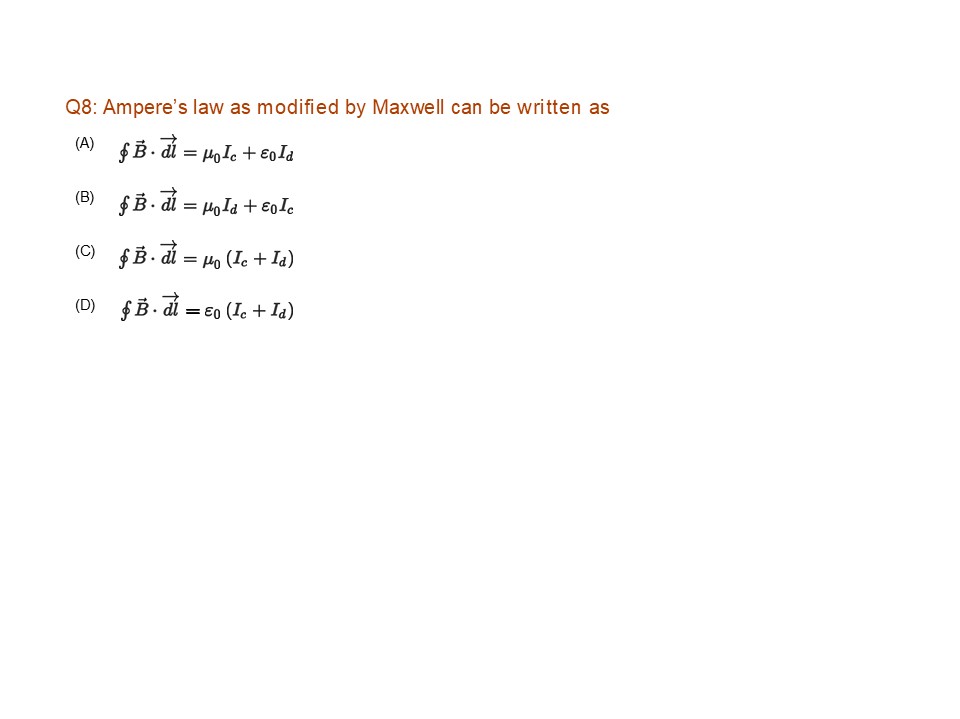 Q8: Ampere’s law as modified by Maxwell can be written as
(A) $\oint \vec{B} \cdot \overrightarrow{dl} = \mu_0 I_c + \varepsilon_0 I_d$
(B) $\oint \vec{B} \cdot \overrightarrow{dl} = \mu_0 I_d + \varepsilon_0 I_c$
(C) $\oint \vec{B} \cdot \overrightarrow{dl} = \mu_0 (I_c + I_d)$
(D) $\oint \vec{B} \cdot \overrightarrow{dl} = \varepsilon_0 (I_c + I_d)$